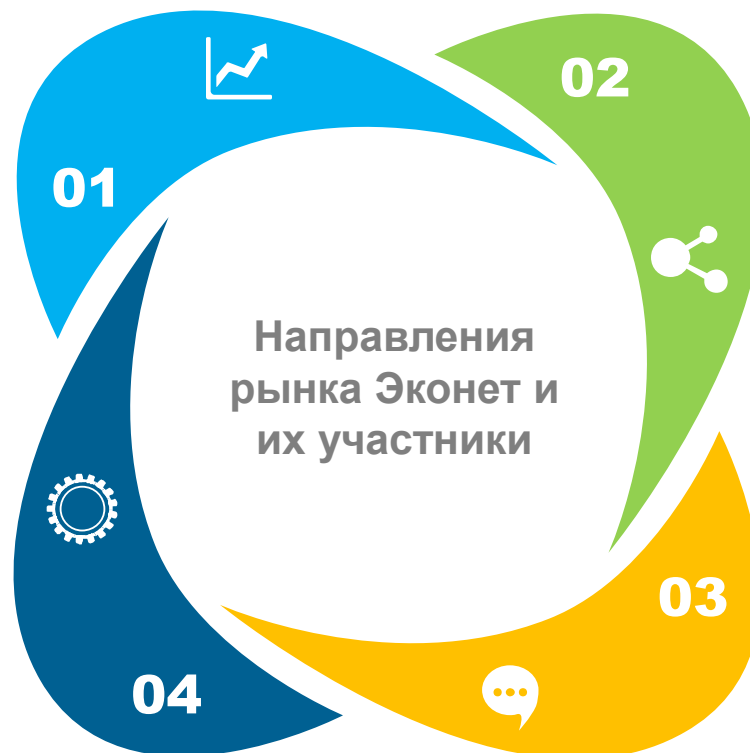 01
02
Направления
рынка Эконет и
их участники
03
04